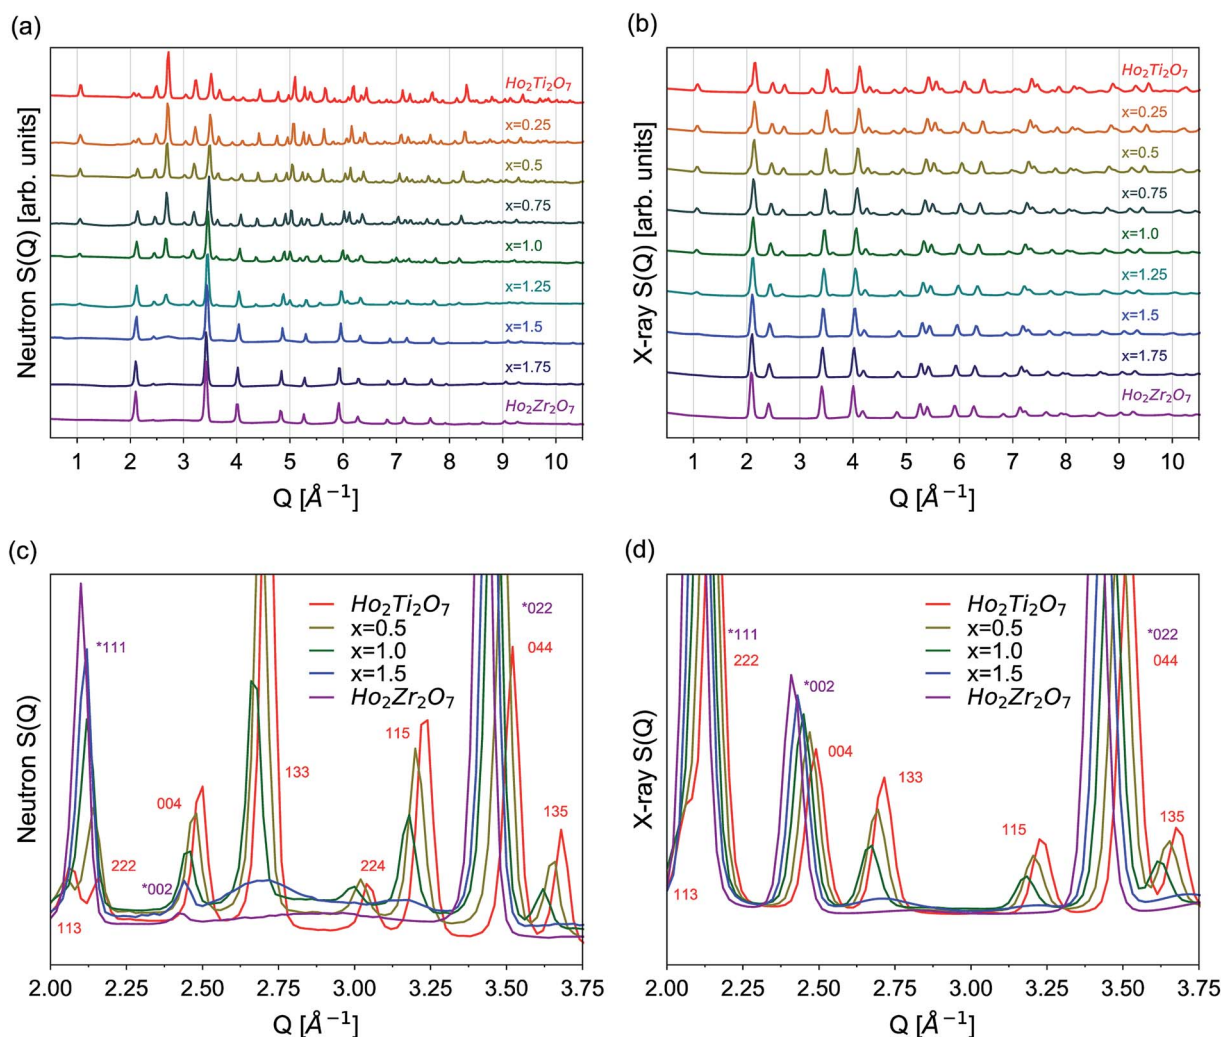 (a)
Neutron S(Q) [arb. units]
Ho₂Ti₂O₇
x=0.25
x=0.5
x=0.75
x=1.0
x=1.25
x=1.5
x=1.75
Ho₂Zr₂O₇
1 2 3 4 5 6 7 8 9 10
Q [Å⁻¹]
(b)
X-ray S(Q) [arb. units]
Ho₂Ti₂O₇
x=0.25
x=0.5
x=0.75
x=1.0
x=1.25
x=1.5
x=1.75
Ho₂Zr₂O₇
1 2 3 4 5 6 7 8 9 10
Q [Å⁻¹]
(c)
Neutron S(Q)
Ho₂Ti₂O₇
x=0.5
x=1.0
x=1.5
Ho₂Zr₂O₇
*022
044
*111
115
133
004
135
222
224
*002
113
2.00 2.25 2.50 2.75 3.00 3.25 3.50 3.75
Q [Å⁻¹]
(d)
X-ray S(Q)
Ho₂Ti₂O₇
x=0.5
x=1.0
x=1.5
Ho₂Zr₂O₇
*111
222
*022
044
*002
004
133
115
135
113
2.00 2.25 2.50 2.75 3.00 3.25 3.50 3.75
Q [Å⁻¹]